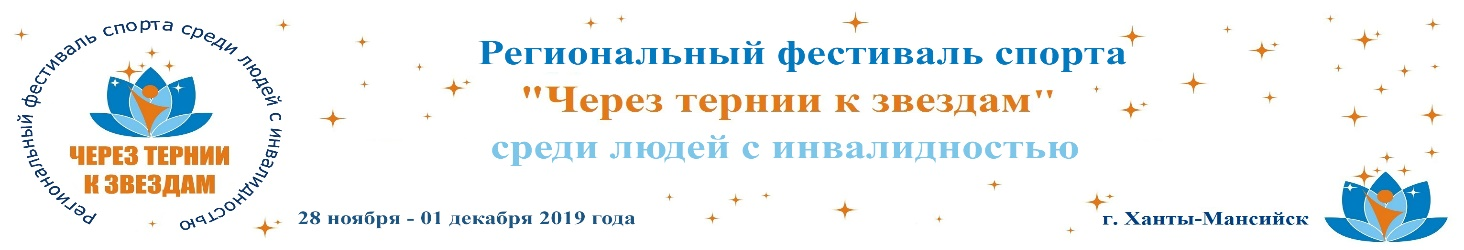 Региональный фестиваль спорта среди людей с инвалидностью
ЧЕРЕЗ ТЕРНИИ
К ЗВЕЗДАМ
Региональный фестиваль спорта
"Через тернии к звездам"
среди людей с инвалидностью
28 ноября - 01 декабря 2019 года
г. Ханты-Мансийск